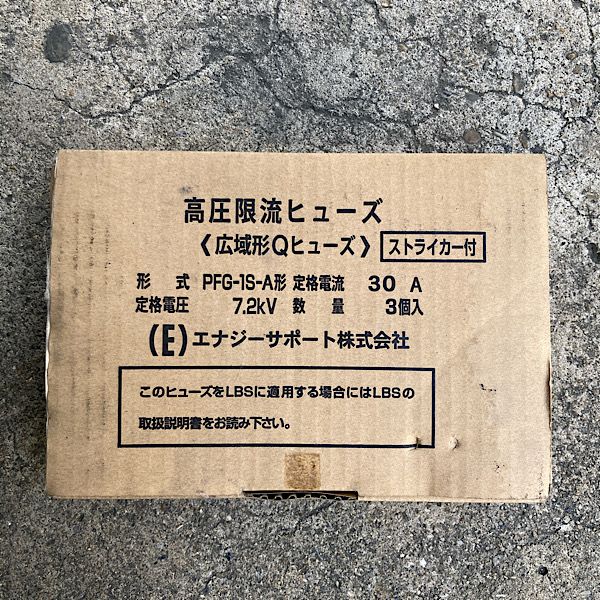 高圧限流ヒューズ
〈広域形Qヒューズ〉 ストライカー付
形 式 PFG-1S-A形 定格電流 30 A
定格電圧 7.2kV 数 量 3個入
(E) エナジーサポート株式会社
このヒューズをLBSに適用する場合にはLBSの
取扱説明書をお読み下さい。